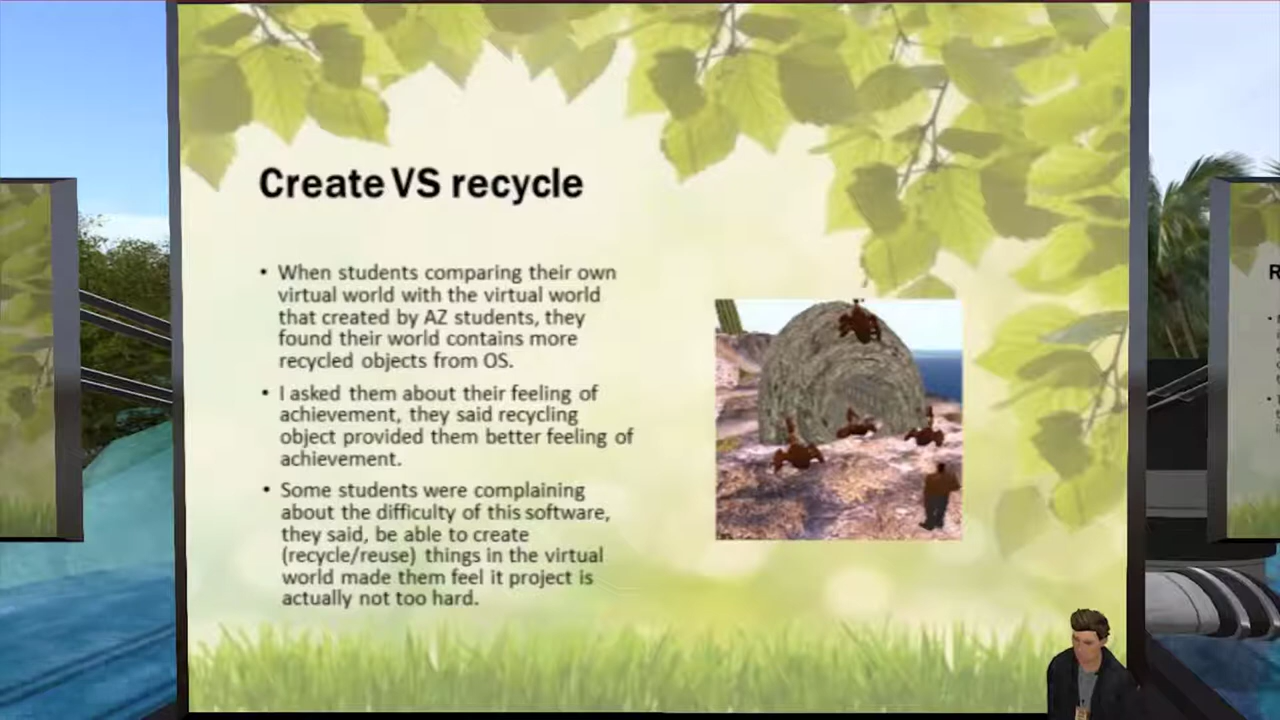 Create VS recycle
• When students comparing their own
virtual world with the virtual world
that created by AZ students, they
found their world contains more
recycled objects from OS.
• I asked them about their feeling of
achievement, they said recycling
object provided them better feeling of
achievement.
• Some students were complaining
about the difficulty of this software,
they said, be able to create
(recycle/reuse) things in the virtual
world made them feel it project is
actually not too hard.
R